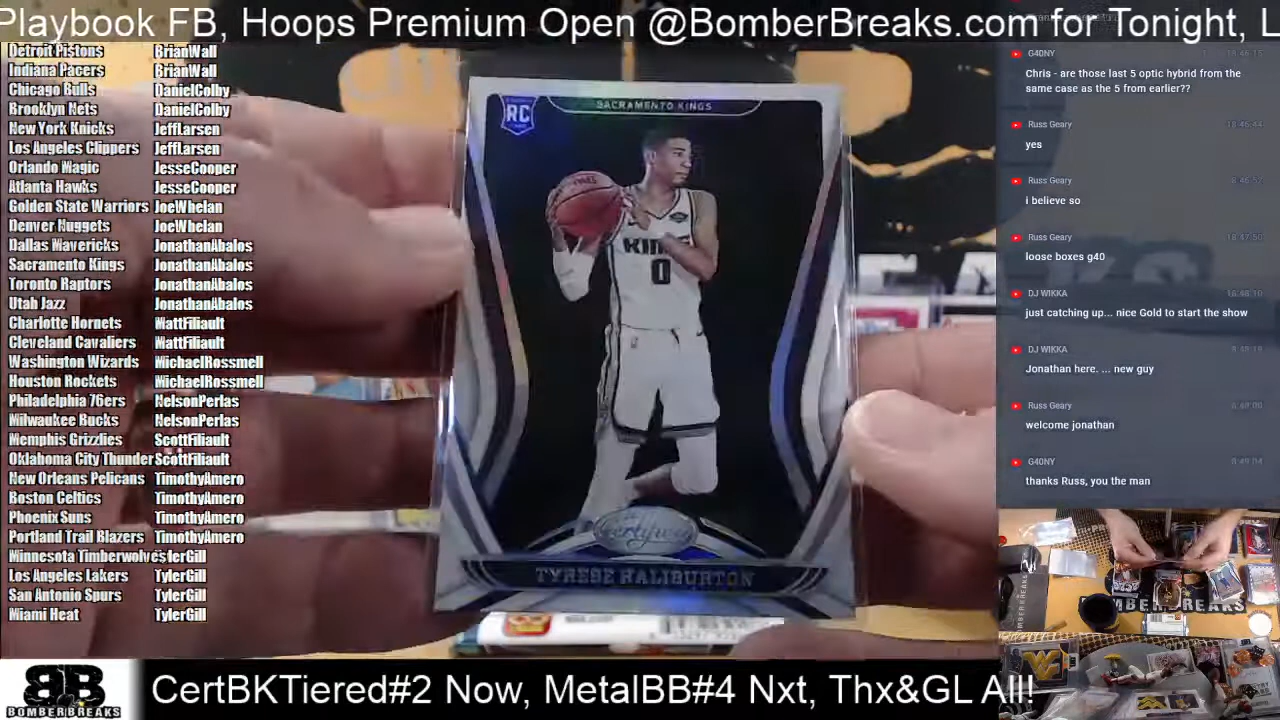 Playbook FB, Hoops Premium Open @BomberBreaks.com for Tonight, L
Detroit Pistons BrianWall
Indiana Pacers BrianWall
Chicago Bulls DanielColby
Brooklyn Nets DanielColby
New York Knicks JeffLarsen
Los Angeles Clippers JeffLarsen
Orlando Magic JesseCooper
Atlanta Hawks JesseCooper
Golden State Warriors JoeWhelan
Denver Nuggets JoeWhelan
Dallas Mavericks JonathanAbalos
Sacramento Kings JonathanAbalos
Toronto Raptors JonathanAbalos
Utah Jazz JonathanAbalos
Charlotte Hornets MattFiliault
Cleveland Cavaliers MattFiliault
Washington Wizards MichaelRossmell
Houston Rockets MichaelRossmell
Philadelphia 76ers NelsonPerlas
Milwaukee Bucks NelsonPerlas
Memphis Grizzlies ScottFiliault
Oklahoma City Thunder ScottFiliault
New Orleans Pelicans TimothyAmero
Boston Celtics TimothyAmero
Phoenix Suns TimothyAmero
Portland Trail Blazers TimothyAmero
Minnesota Timberwolves TylerGill
Los Angeles Lakers TylerGill
San Antonio Spurs TylerGill
Miami Heat TylerGill
RC
SACRAMENTO KINGS
KINGS
0
Certified
TYRESE HALIBURTON
G40NY
Chris - are those last 5 optic hybrid from the
same case as the 5 from earlier??
Russ Geary
yes
Russ Geary
i believe so
Russ Geary
loose boxes g40
DJ WIKKA
just catching up... nice Gold to start the show
DJ WIKKA
Jonathan here. ... new guy
Russ Geary
welcome jonathan
G40NY
thanks Russ, you the man
BOMBER BREAKS
BB
BOMBERBREAKS
CertBKTiered#2 Now, MetalBB#4 Nxt, Thx&GL All!